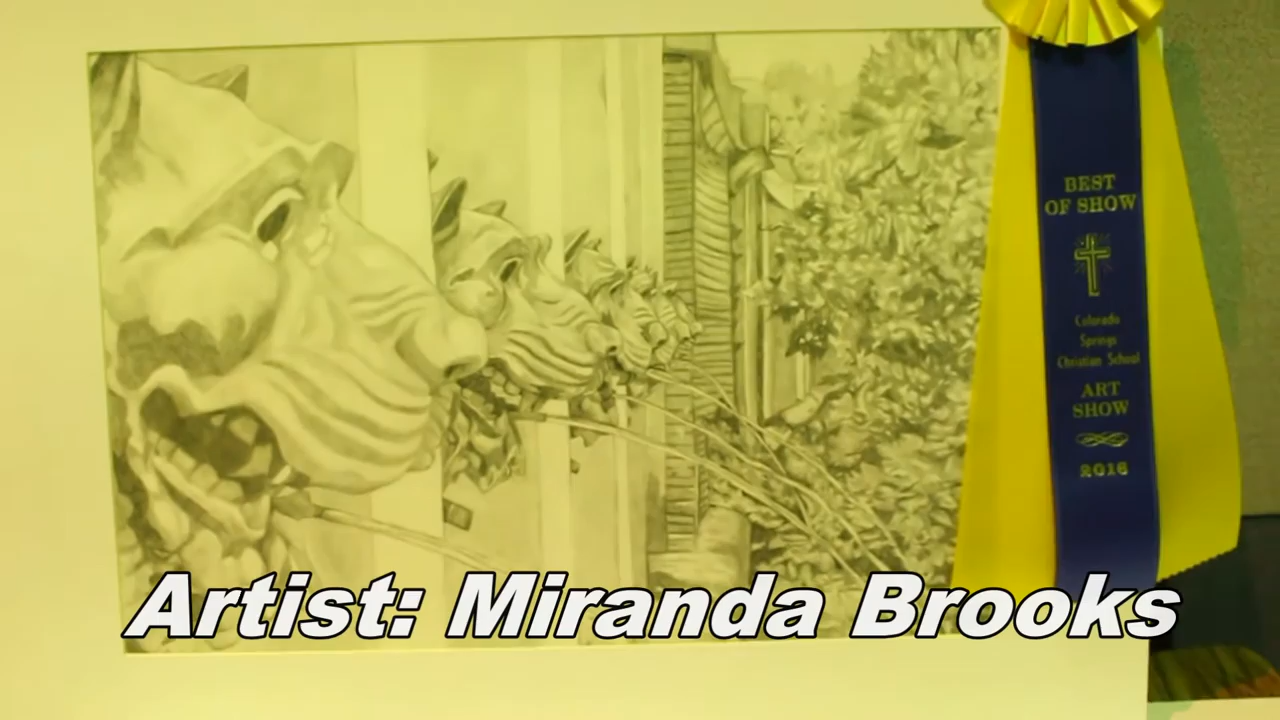 BEST
OF SHOW
Colorado
Springs
Christian School
ART
SHOW
2016
Artist: Miranda Brooks